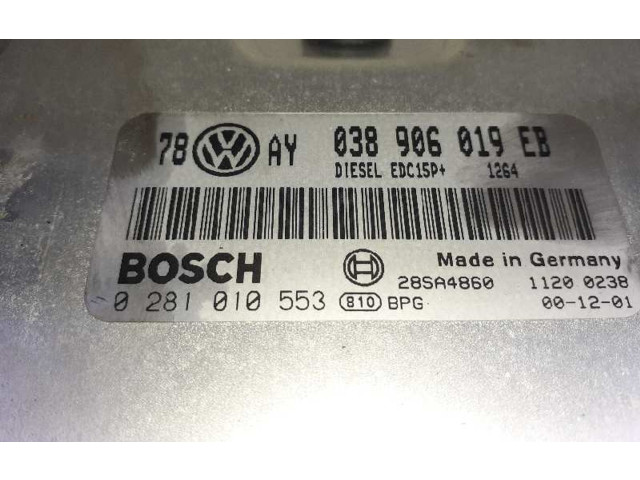 78 VW AY 038 906 019 EB
DIESEL EDC15P+ 1264
BOSCH Made in Germany
28SA4860 1120 0238
0 281 010 553 810 BPG 00-12-01